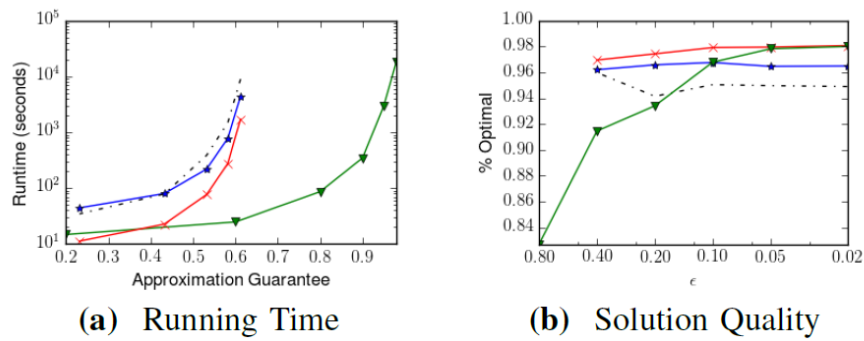 10^5
10^4
10^3
10^2
10^1
Runtime (seconds)
0.2 0.3 0.4 0.5 0.6 0.7 0.8 0.9
Approximation Guarantee
(a) Running Time
1.00
0.98
0.96
0.94
0.92
0.90
0.88
0.86
0.84
% Optimal
0.80 0.40 0.20 0.10 0.05 0.02
ϵ
(b) Solution Quality